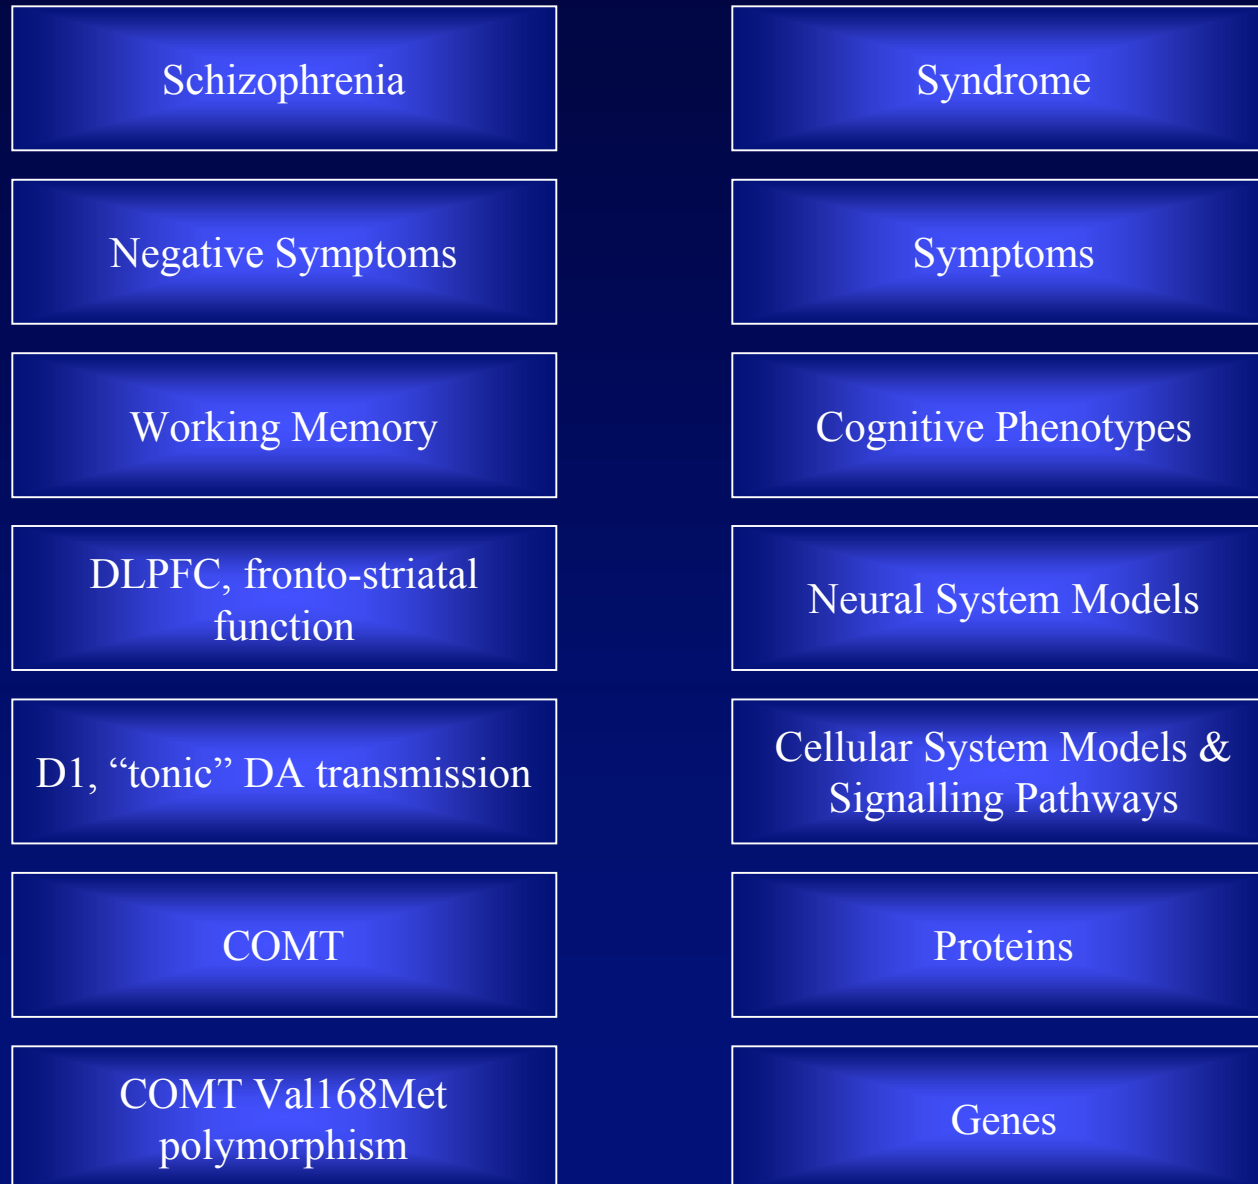 Schizophrenia
Syndrome
Negative Symptoms
Symptoms
Working Memory
Cognitive Phenotypes
DLPFC, fronto-striatal
function
Neural System Models
D1, “tonic” DA transmission
Cellular System Models &
Signalling Pathways
COMT
Proteins
COMT Val168Met
polymorphism
Genes